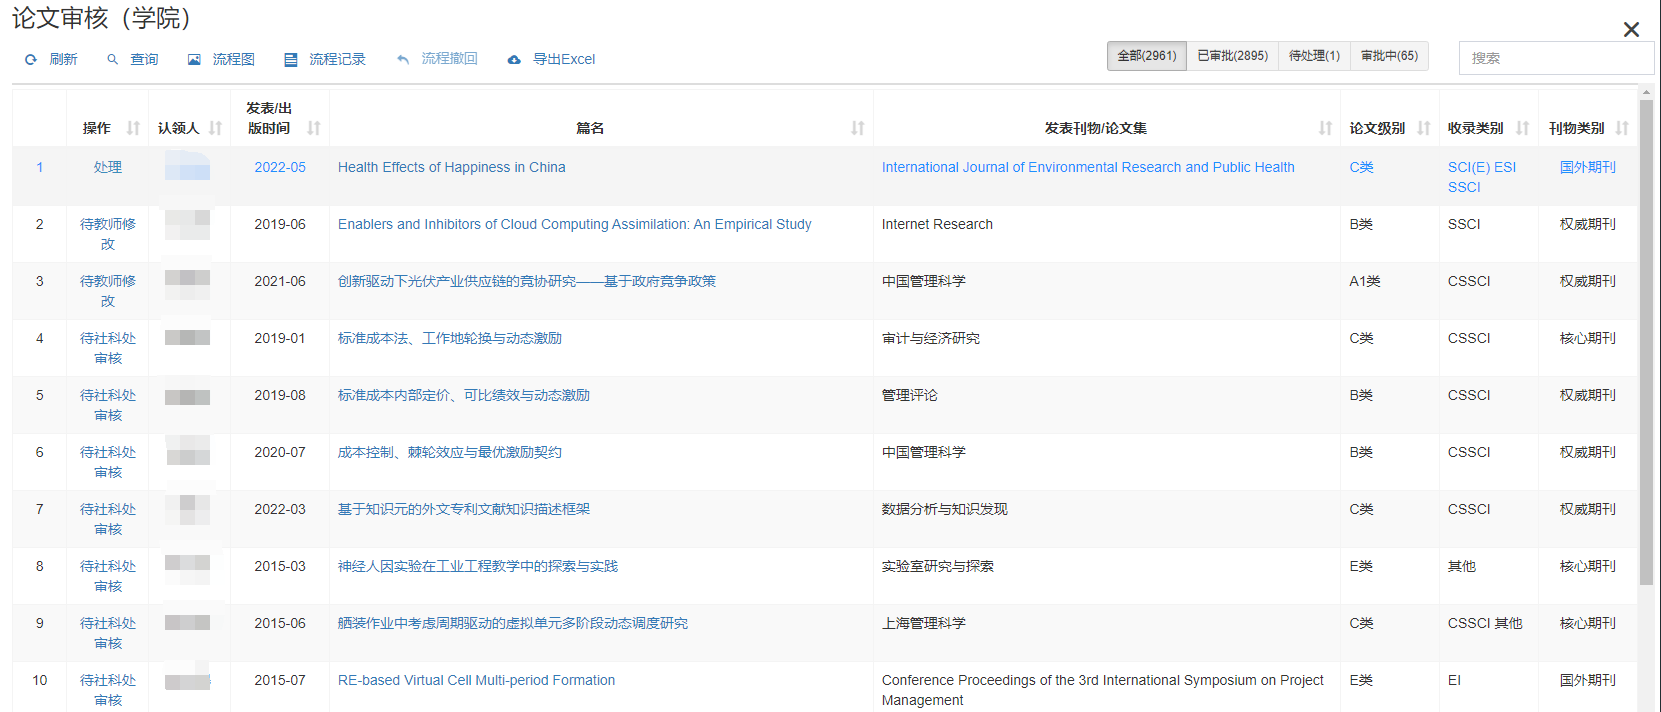 论文审核（学院）
刷新 查询 流程图 流程记录 流程撤回 导出Excel 全部(2961) 已审批(2895) 待处理(1) 审批中(65) 搜索
操作 认领人 发表/出版时间 篇名 发表刊物/论文集 论文级别 收录类别 刊物类别
1 处理 2022-05 Health Effects of Happiness in China International Journal of Environmental Research and Public Health C类 SCI(E) ESI SSCI 国外期刊
2 待教师修改 2019-06 Enablers and Inhibitors of Cloud Computing Assimilation: An Empirical Study Internet Research B类 SSCI 权威期刊
3 待教师修改 2021-06 创新驱动下光伏产业供应链的竞协研究——基于政府竞争政策 中国管理科学 A1类 CSSCI 权威期刊
4 待社科处审核 2019-01 标准成本法、工作地轮换与动态激励 审计与经济研究 C类 CSSCI 核心期刊
5 待社科处审核 2019-08 标准成本内部定价、可比绩效与动态激励 管理评论 B类 CSSCI 权威期刊
6 待社科处审核 2020-07 成本控制、棘轮效应与最优激励契约 中国管理科学 B类 CSSCI 权威期刊
7 待社科处审核 2022-03 基于知识元的外文专利文献知识描述框架 数据分析与知识发现 C类 CSSCI 权威期刊
8 待社科处审核 2015-03 神经人因实验在工业工程教学中的探索与实践 实验室研究与探索 E类 其他 核心期刊
9 待社科处审核 2015-06 舾装作业中考虑周期驱动的虚拟单元多阶段动态调度研究 上海管理科学 C类 CSSCI 其他 核心期刊
10 待社科处审核 2015-07 RE-based Virtual Cell Multi-period Formation Conference Proceedings of the 3rd International Symposium on Project Management E类 EI 国外期刊